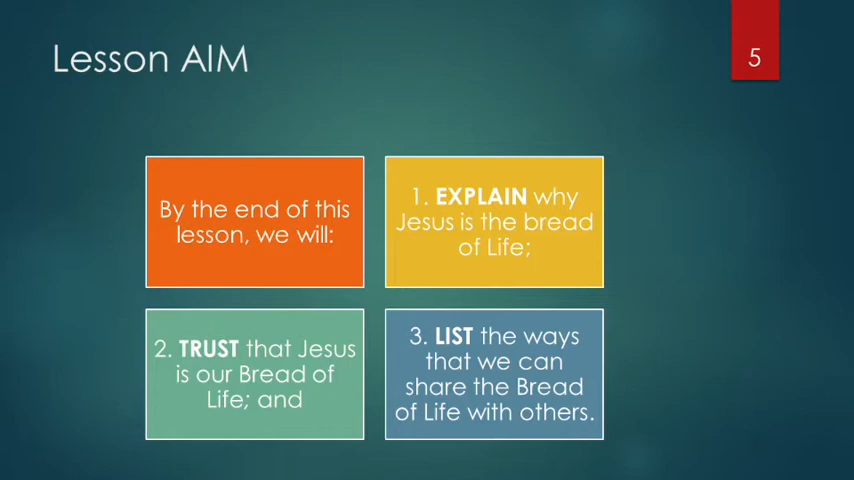 Lesson AIM
5
By the end of this
lesson, we will:
1. EXPLAIN why
Jesus is the bread
of Life;
2. TRUST that Jesus
is our Bread of
Life; and
3. LIST the ways
that we can
share the Bread
of Life with others.